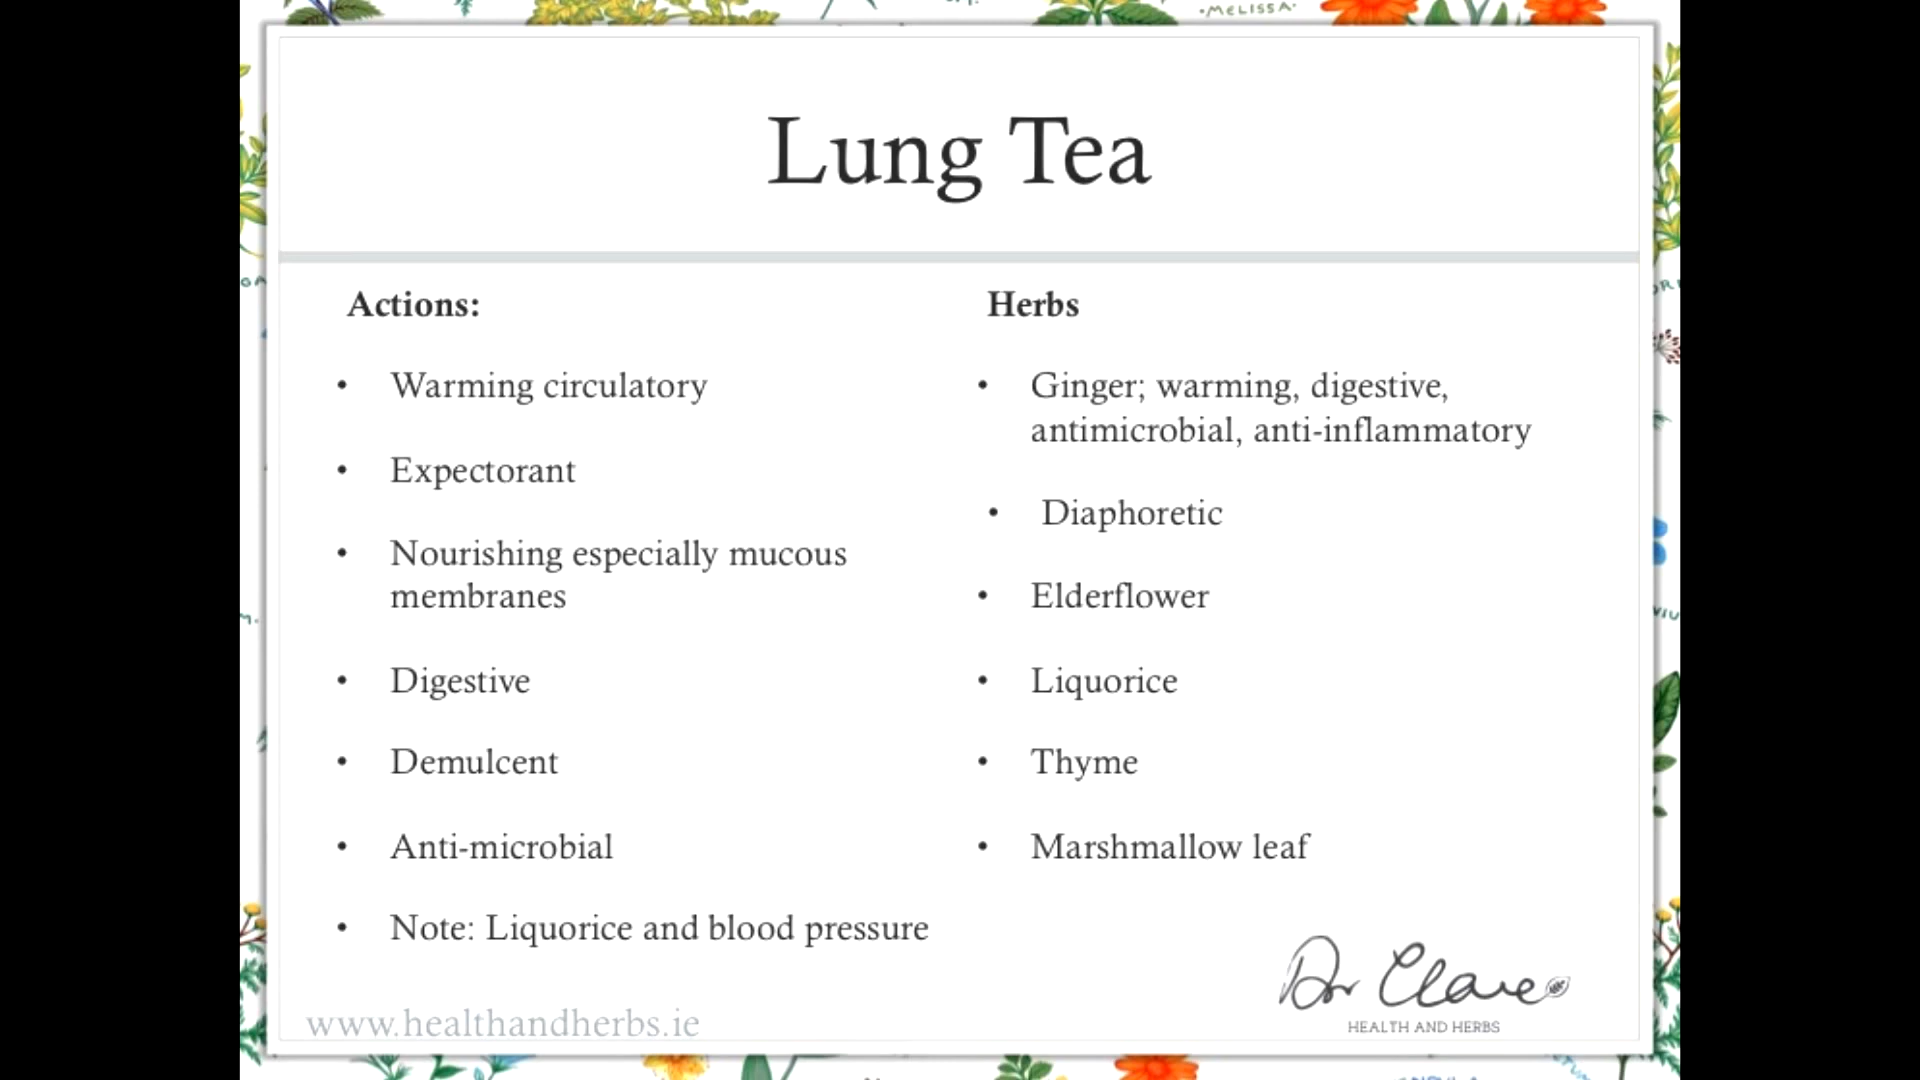 MELISSA
Lung Tea
Actions:
• Warming circulatory
• Expectorant
• Nourishing especially mucous
membranes
• Digestive
• Demulcent
• Anti-microbial
• Note: Liquorice and blood pressure
Herbs
• Ginger; warming, digestive,
antimicrobial, anti-inflammatory
• Diaphoretic
• Elderflower
• Liquorice
• Thyme
• Marshmallow leaf
www.healthandherbs.ie
Dr Clare
HEALTH AND HERBS